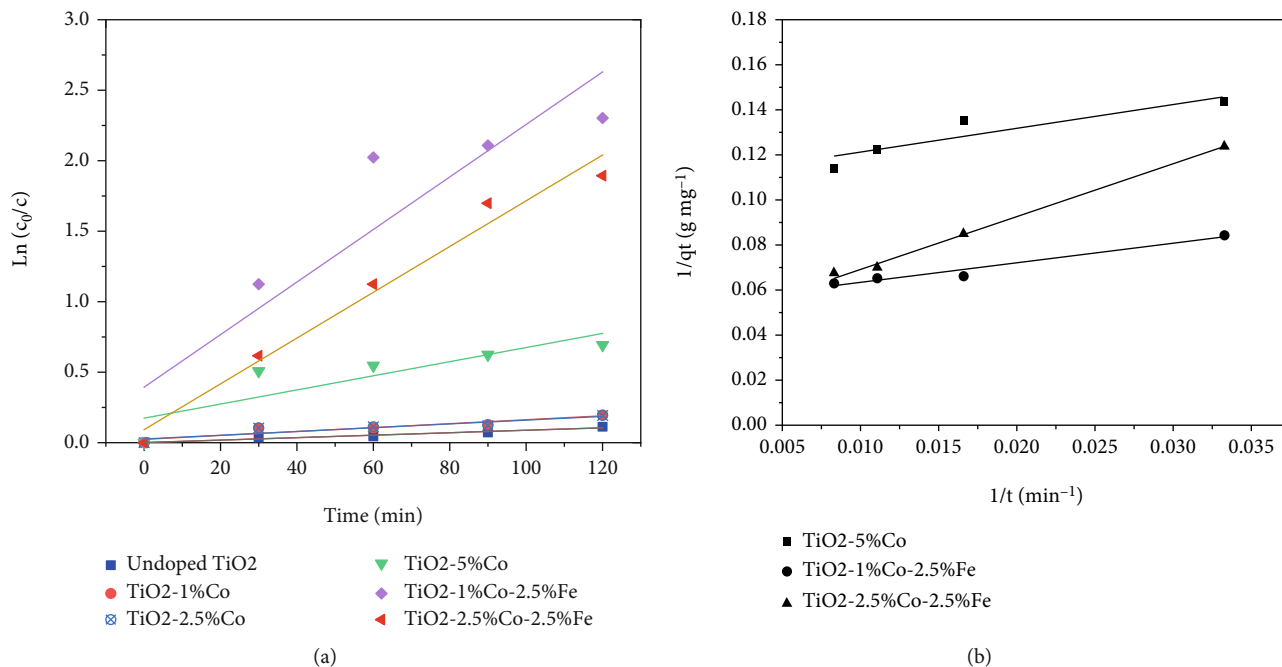 3.0
2.5
2.0
1.5
1.0
0.5
0.0
Ln (c₀/c)
0 20 40 60 80 100 120
Time (min)
Undoped TiO2
TiO2-1%Co
TiO2-2.5%Co
TiO2-5%Co
TiO2-1%Co-2.5%Fe
TiO2-2.5%Co-2.5%Fe
(a)
0.18
0.16
0.14
0.12
0.10
0.08
0.06
0.04
0.02
0.00
1/qt (g mg⁻¹)
0.005 0.010 0.015 0.020 0.025 0.030 0.035
1/t (min⁻¹)
TiO2-5%Co
TiO2-1%Co-2.5%Fe
TiO2-2.5%Co-2.5%Fe
(b)